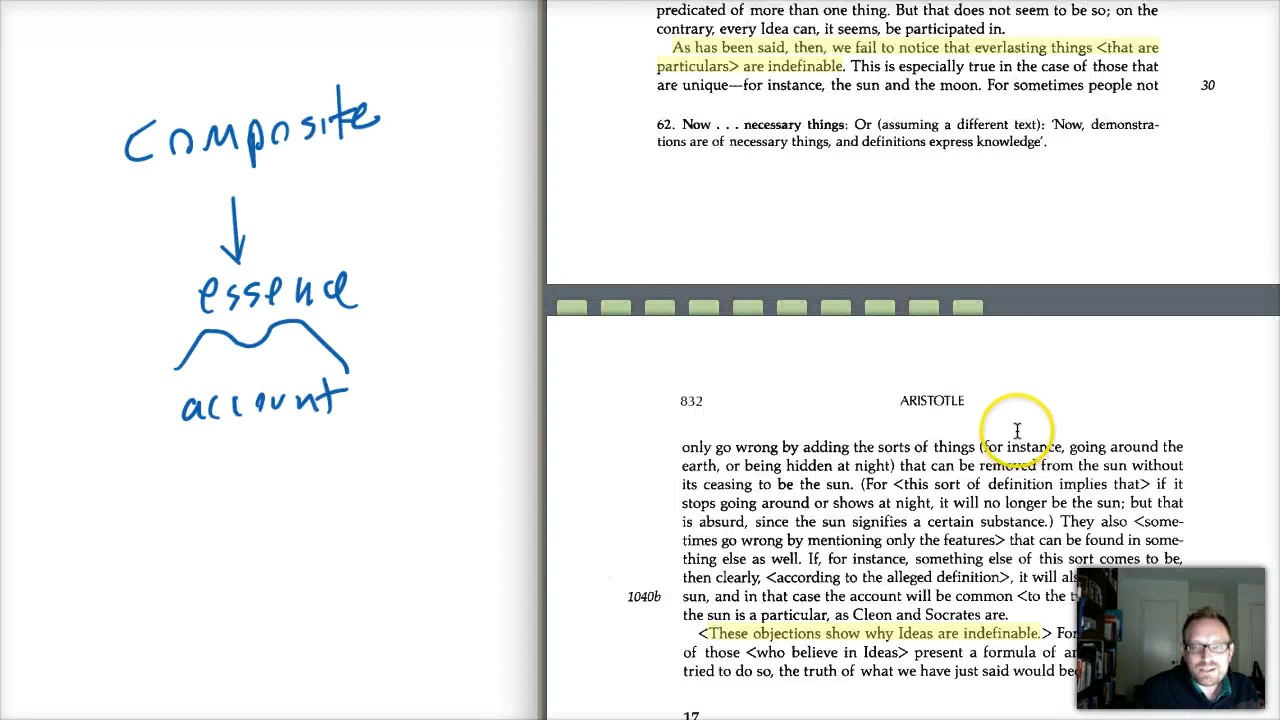 composite
essence
account
predicated of more than one thing. But that does not seem to be so; on the
contrary, every Idea can, it seems, be participated in.
As has been said, then, we fail to notice that everlasting things <that are
particulars> are indefinable. This is especially true in the case of those that
are unique—for instance, the sun and the moon. For sometimes people not
30
62. Now . . . necessary things: Or (assuming a different text): 'Now, demonstra-
tions are of necessary things, and definitions express knowledge'.
832
ARISTOTLE
only go wrong by adding the sorts of things (for instance, going around the
earth, or being hidden at night) that can be removed from the sun without
its ceasing to be the sun. (For <this sort of definition implies that> if it
stops going around or shows at night, it will no longer be the sun; but that
is absurd, since the sun signifies a certain substance.) They also <some-
times go wrong by mentioning only the features> that can be found in some-
thing else as well. If, for instance, something else of this sort comes to be,
then clearly, <according to the alleged definition>, it will
1040b
sun, and in that case the account will be common <to the
the sun is a particular, as Cleon and Socrates are.
<These objections show why Ideas are indefinable.>
of those <who believe in Ideas> present a formula of
tried to do so, the truth of what we have just said would
17